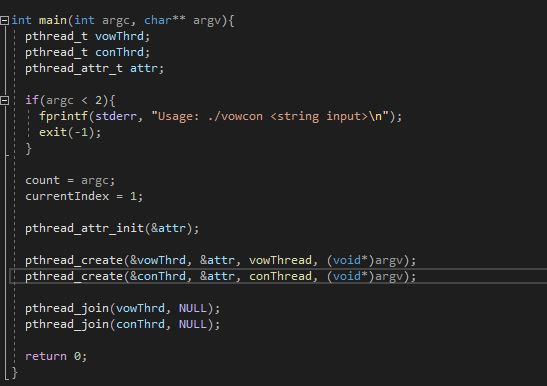 int main(int argc, char** argv){
pthread_t vowThrd;
pthread_t conThrd;
pthread_attr_t attr;
if(argc < 2){
fprintf(stderr, "Usage: ./vowcon <string input>\n");
exit(-1);
}
count = argc;
currentIndex = 1;
pthread_attr_init(&attr);
pthread_create(&vowThrd, &attr, vowThread, (void*)argv);
pthread_create(&conThrd, &attr, conThread, (void*)argv);
pthread_join(vowThrd, NULL);
pthread_join(conThrd, NULL);
return 0;
}